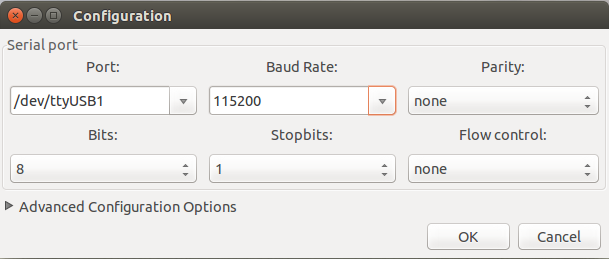 Configuration
Serial port
Port: Baud Rate: Parity:
/dev/ttyUSB1 115200 none
Bits: Stopbits: Flow control:
8 1 none
Advanced Configuration Options
OK Cancel